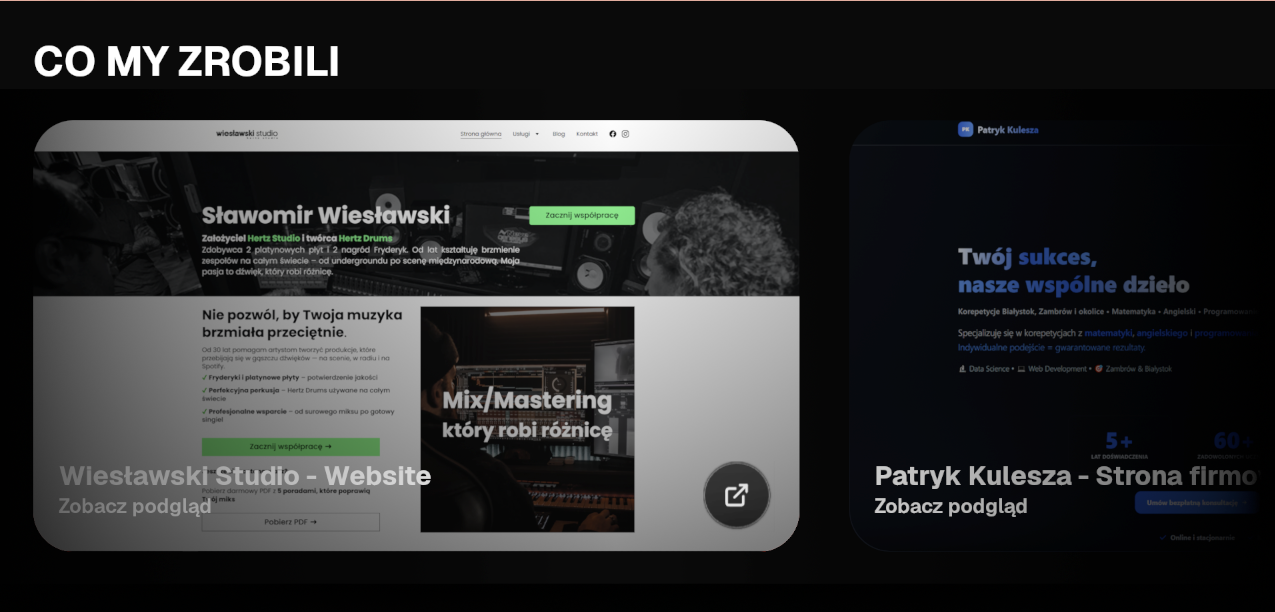 CO MY ZROBILI
wiesławski studio
Strona główna Usługi Blog Kontakt
Sławomir Wiesławski
Zacznij współpracę
Założyciel Hertz Studio i twórca Hertz Drums
Zdobywca 2 platynowych płyt i 2 nagród Fryderyk. Od lat kształtuję brzmienie
zespołów na całym świecie – od undergroundu po scenę międzynarodową. Moja
pasja to dźwięk, który robi różnicę.
Nie pozwól, by Twoja muzyka
brzmiała przeciętnie.
Od 30 lat pomagam artystom tworzyć produkcje, które
przebijają się w gąszczu dźwięków — na scenie, w radiu i na
Spotify.
✓ Fryderyki i platynowe płyty – potwierdzenie jakości
✓ Perfekcyjna perkusja – Hertz Drums używane na całym
świecie
✓ Profesjonalne wsparcie – od surowego miksu po gotowy
singiel
Zacznij współpracę →
Mix/Mastering
który robi różnicę
Wiesławski Studio - Website
Zobacz podgląd
Pobierz darmowy PDF z 5 poradami, które poprawią
Twój miks
Pobierz PDF →
PK Patryk Kulesza
Twój sukces,
nasze wspólne dzieło
Korepetycje Białystok, Zambrów i okolice • Matematyka • Angielski •
Specjalizuję się w korepetycjach z matematyki, angielskiego i
Indywidualne podejście = gwarantowane rezultaty.
Data Science • Web Development • Zambrów & Białystok
5+ 60+
LAT DOŚWIADCZENIA
Patryk Kulesza - Strona firmo
Zobacz podgląd
Umów bezpłatną konsultację
✓ Online i stacjonarnie